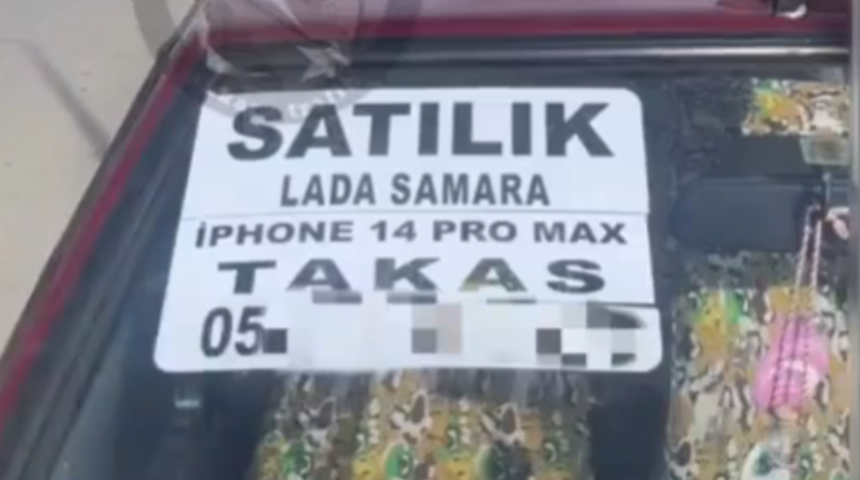 SATILIK
LADA SAMARA
İPHONE 14 PRO MAX
TAKAS
05